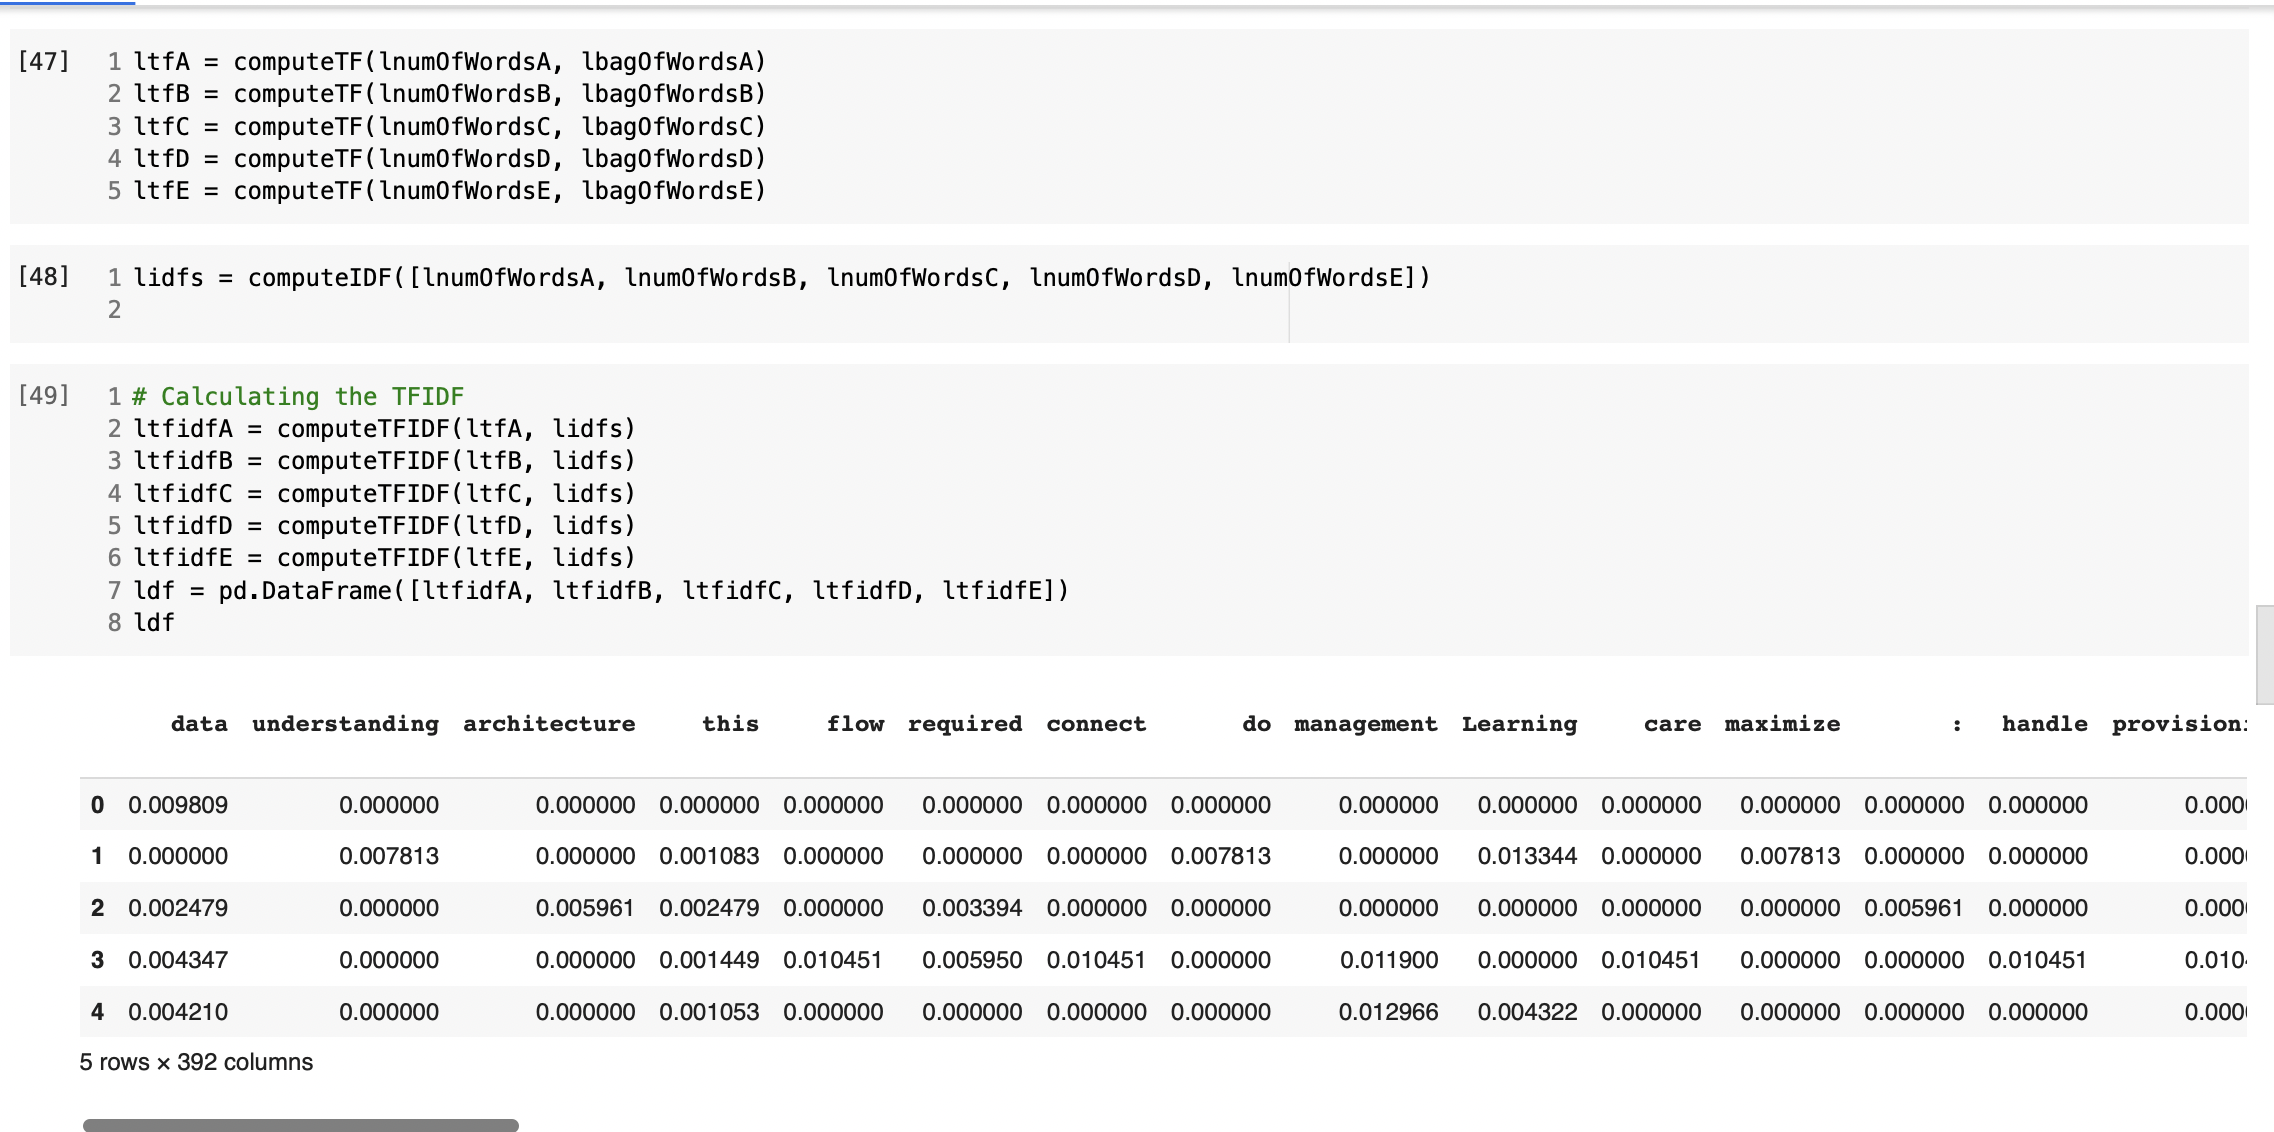 [47] 1 ltfA = computeTF(lnumOfWordsA, lbagOfWordsA)
2 ltfB = computeTF(lnumOfWordsB, lbagOfWordsB)
3 ltfC = computeTF(lnumOfWordsC, lbagOfWordsC)
4 ltfD = computeTF(lnumOfWordsD, lbagOfWordsD)
5 ltfE = computeTF(lnumOfWordsE, lbagOfWordsE)
[48] 1 lidfs = computeIDF([lnumOfWordsA, lnumOfWordsB, lnumOfWordsC, lnumOfWordsD, lnumOfWordsE])
2
[49] 1 # Calculating the TFIDF
2 ltfidfA = computeTFIDF(ltfA, lidfs)
3 ltfidfB = computeTFIDF(ltfB, lidfs)
4 ltfidfC = computeTFIDF(ltfC, lidfs)
5 ltfidfD = computeTFIDF(ltfD, lidfs)
6 ltfidfE = computeTFIDF(ltfE, lidfs)
7 ldf = pd.DataFrame([ltfidfA, ltfidfB, ltfidfC, ltfidfD, ltfidfE])
8 ldf
data understanding architecture this flow required connect do management Learning care maximize : handle
0 0.009809 0.000000 0.000000 0.000000 0.000000 0.000000 0.000000 0.000000 0.000000 0.000000 0.000000 0.000000 0.000000 0.000000 0.000
1 0.000000 0.007813 0.000000 0.001083 0.000000 0.000000 0.000000 0.007813 0.000000 0.013344 0.000000 0.007813 0.000000 0.000000 0.000
2 0.002479 0.000000 0.005961 0.002479 0.000000 0.003394 0.000000 0.000000 0.000000 0.000000 0.000000 0.000000 0.005961 0.000000 0.000
3 0.004347 0.000000 0.000000 0.001449 0.010451 0.005950 0.010451 0.000000 0.011900 0.000000 0.010451 0.000000 0.000000 0.010451 0.010
4 0.004210 0.000000 0.000000 0.001053 0.000000 0.000000 0.000000 0.000000 0.012966 0.004322 0.000000 0.000000 0.000000 0.000000 0.000
5 rows × 392 columns